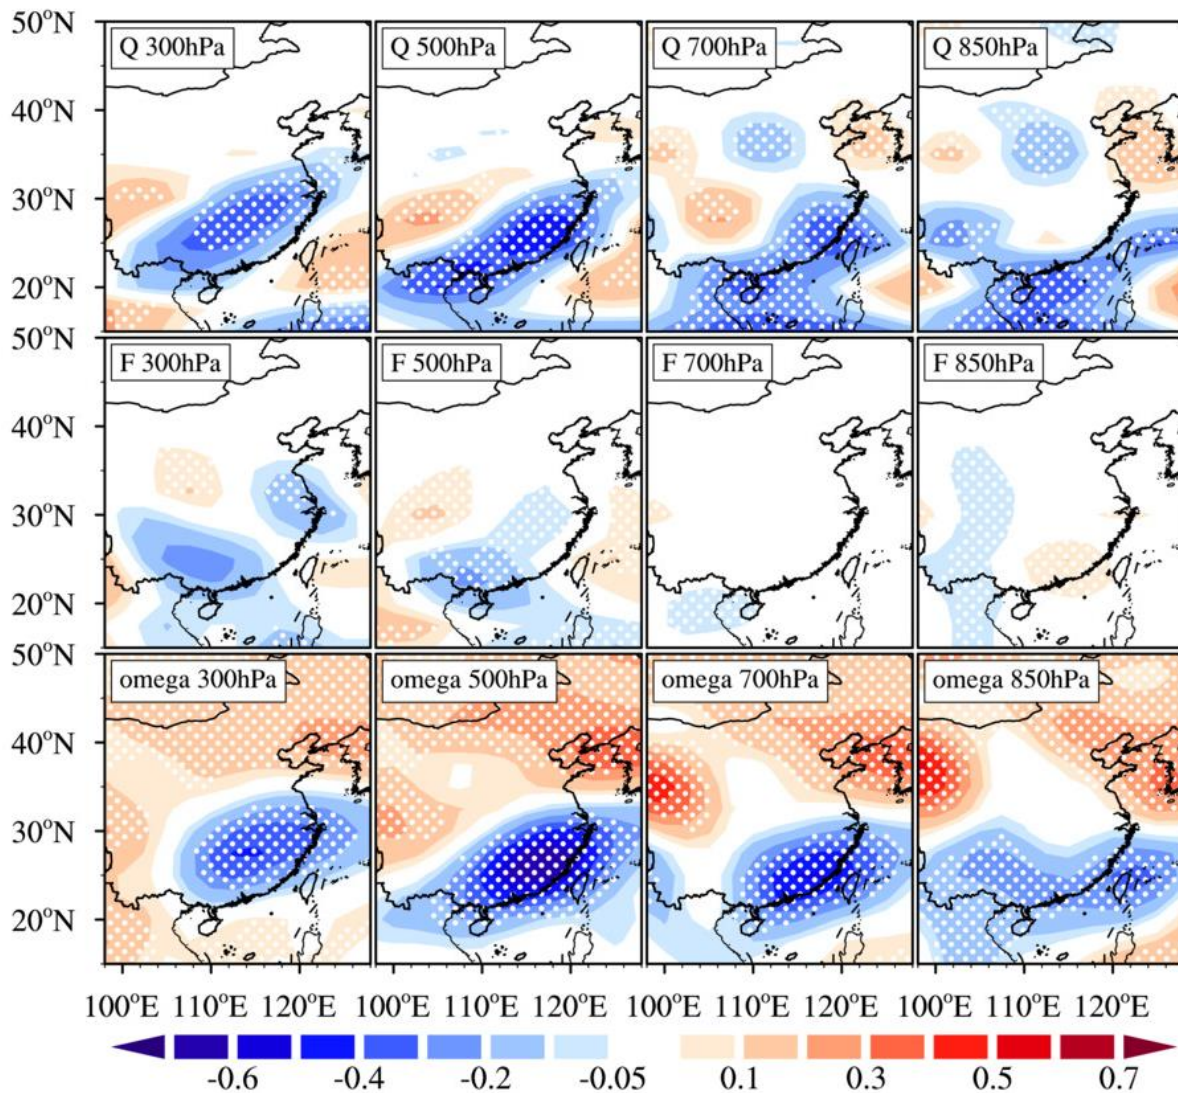 50°N
Q 300hPa Q 500hPa Q 700hPa Q 850hPa
40°N
30°N
20°N
50°N
F 300hPa F 500hPa F 700hPa F 850hPa
40°N
30°N
20°N
50°N
omega 300hPa omega 500hPa omega 700hPa omega 850hPa
40°N
30°N
20°N
100°E 110°E 120°E 100°E 110°E 120°E 100°E 110°E 120°E 100°E 110°E 120°E
-0.6 -0.4 -0.2 -0.05 0.1 0.3 0.5 0.7